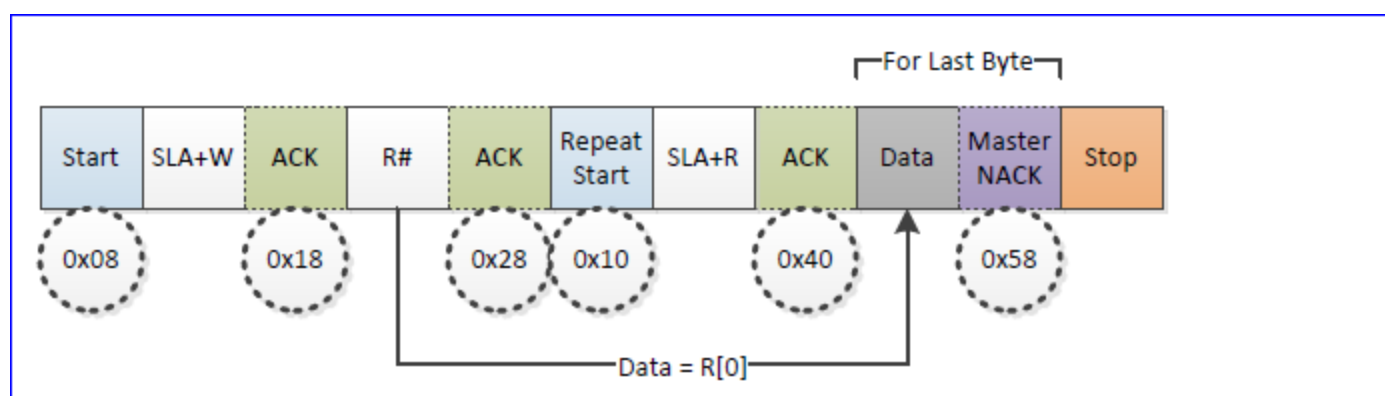 For Last Byte
Start
SLA+W
ACK
R#
ACK
Repeat
Start
SLA+R
ACK
Data
Master
NACK
Stop
0x08
0x18
0x28
0x10
0x40
0x58
Data = R[0]